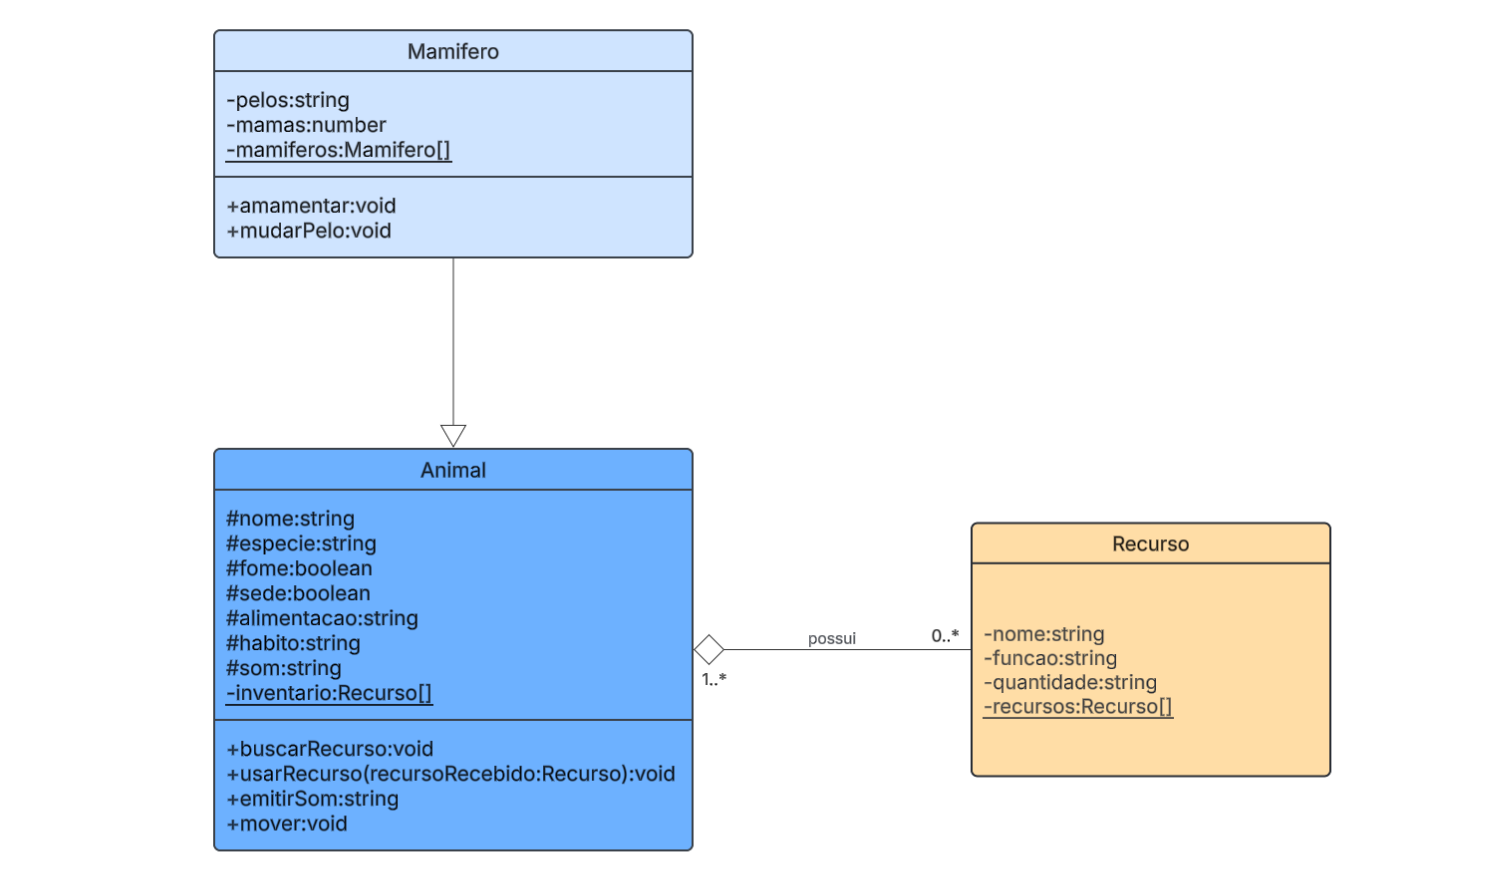 Mamifero
-pelos:string
-mamas:number
-mamiferos:Mamifero[]
+amamentar:void
+mudarPelo:void
Animal
#nome:string
#especie:string
#fome:boolean
#sede:boolean
#alimentacao:string
#habito:string
#som:string
-inventario:Recurso[]
+buscarRecurso:void
+usarRecurso(recursoRecebido:Recurso):void
+emitirSom:string
+mover:void
possui
0..*
1..*
Recurso
-nome:string
-funcao:string
-quantidade:string
-recursos:Recurso[]